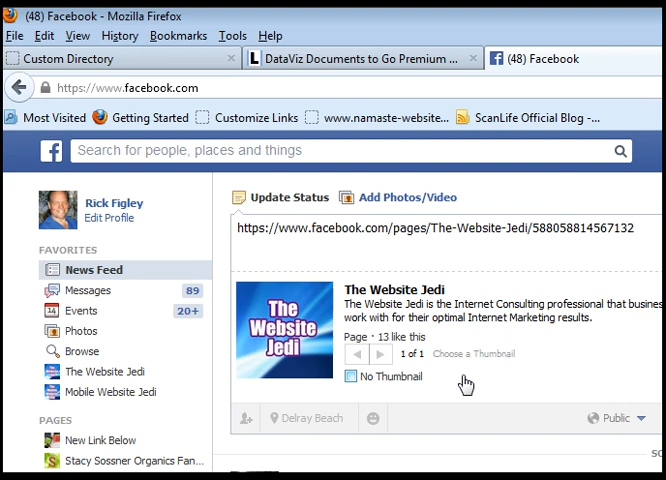 (48) Facebook - Mozilla Firefox
File Edit View History Bookmarks Tools Help
Custom Directory
DataViz Documents to Go Premium ...
(48) Facebook
https://www.facebook.com
Most Visited Getting Started Customize Links www.namaste-website... ScanLife Official Blog -...
Search for people, places and things
Rick Figley
Edit Profile
FAVORITES
News Feed
Messages 89
Events 20+
Photos
Browse
The Website Jedi
Mobile Website Jedi
PAGES
New Link Below
Stacy Sossner Organics Fan...
Update Status Add Photos/Video
https://www.facebook.com/pages/The-Website-Jedi/588058814567132
The
Website
Jedi
The Website Jedi
The Website Jedi is the Internet Consulting professional that busines
work with for their optimal Internet Marketing results.
Page · 13 like this
1 of 1 Choose a Thumbnail
No Thumbnail
Delray Beach
Public